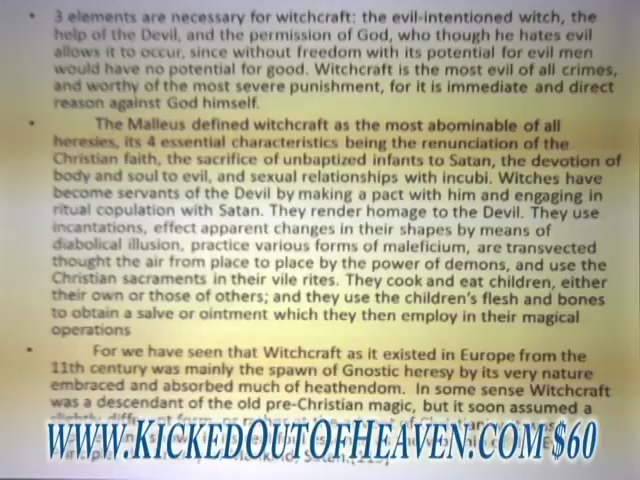 • 3 elements are necessary for witchcraft: the evil-intentioned witch, the
help of the Devil, and the permission of God, who though he hates evil
allows it to occur, since without freedom with its potential for evil men
would have no potential for good. Witchcraft is the most evil of all crimes,
and worthy of the most severe punishment, for it is immediate and direct
reason against God himself.
• The Malleus defined witchcraft as the most abominable of all
heresies, its 4 essential characteristics being the renunciation of the
Christian faith, the sacrifice of unbaptized infants to Satan, the devotion of
body and soul to evil, and sexual relationships with incubi. Witches have
become servants of the Devil by making a pact with him and engaging in
ritual copulation with Satan. They render homage to the Devil. They use
incantations, effect apparent changes in their shapes by means of
diabolical illusion, practice various forms of maleficium, are transvected
thought the air from place to place by the power of demons, and use the
Christian sacraments in their vile rites. They cook and eat children, either
their own or those of others; and they use the children's flesh and bones
to obtain a salve or ointment which they then employ in their magical
operations
• For we have seen that Witchcraft as it existed in Europe from the
11th century was mainly the spawn of Gnostic heresy by its very nature
embraced and absorbed much of heathendom. In some sense Witchcraft
was a descendant of the old pre-Christian magic, but it soon assumed a
slightly different form
WWW.KICKEDOUTOFHEAVEN.COM $60